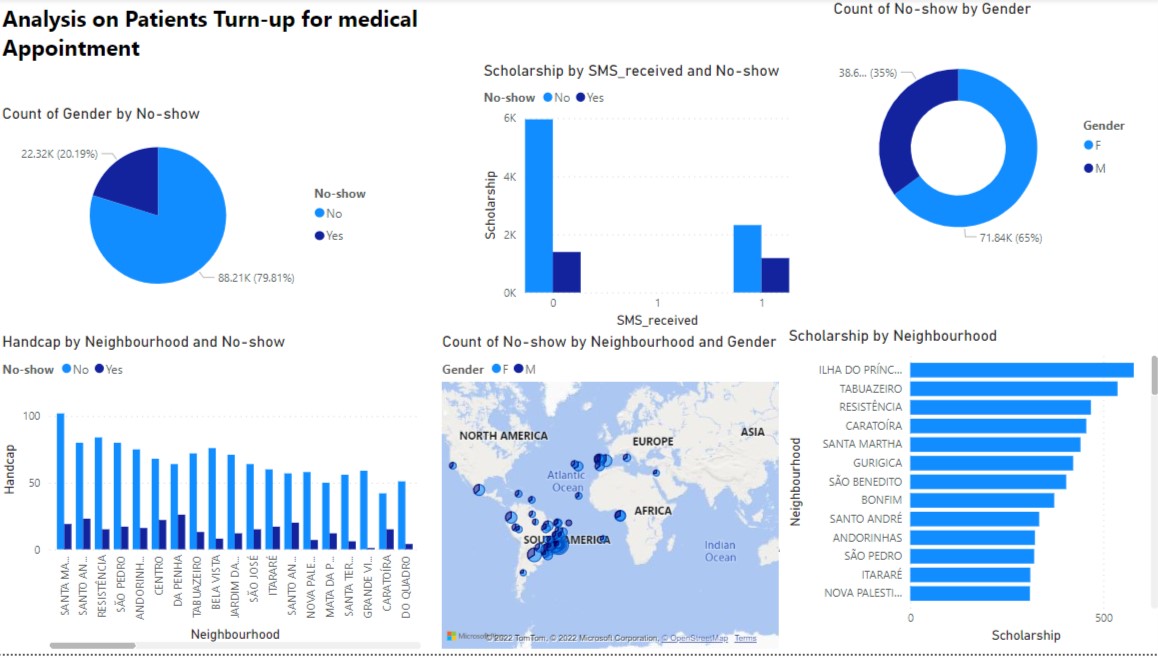 Analysis on Patients Turn-up for medical
Appointment
Count of Gender by No-show
22.32K (20.19%)
88.21K (79.81%)
No-show
No
Yes
Scholarship by SMS_received and No-show
No-show No Yes
Scholarship
6K
4K
2K
0K
0 1 1
SMS_received
Count of No-show by Gender
38.6... (35%)
71.84K (65%)
Gender
F
M
Handcap by Neighbourhood and No-show
No-show No Yes
Handcap
100
50
0
SANTA MA...
SANTO AN...
RESISTÊNCIA
SÃO PEDRO
ANDORINH...
CENTRO
DA PENHA
TABUAZEIRO
BELA VISTA
JARDIM DA...
SÃO JOSÉ
ITARARÉ
SANTO AN...
NOVA PALE...
MATA DA P...
SANTA TER...
GRANDE VI...
CARATOÍRA
DO QUADRO
Neighbourhood
Count of No-show by Neighbourhood and Gender
Gender F M
NORTH AMERICA
EUROPE
ASIA
Atlantic
Ocean
AFRICA
SOUTH AMERICA
Indian
Ocean
© 2022 TomTom, © 2022 Microsoft Corporation, © OpenStreetMap Terms
Scholarship by Neighbourhood
Neighbourhood
ILHA DO PRÍNC...
TABUAZEIRO
RESISTÊNCIA
CARATOÍRA
SANTA MARTHA
GURIGICA
SÃO BENEDITO
BONFIM
SANTO ANDRÉ
ANDORINHAS
SÃO PEDRO
ITARARÉ
NOVA PALESTI...
0 500
Scholarship